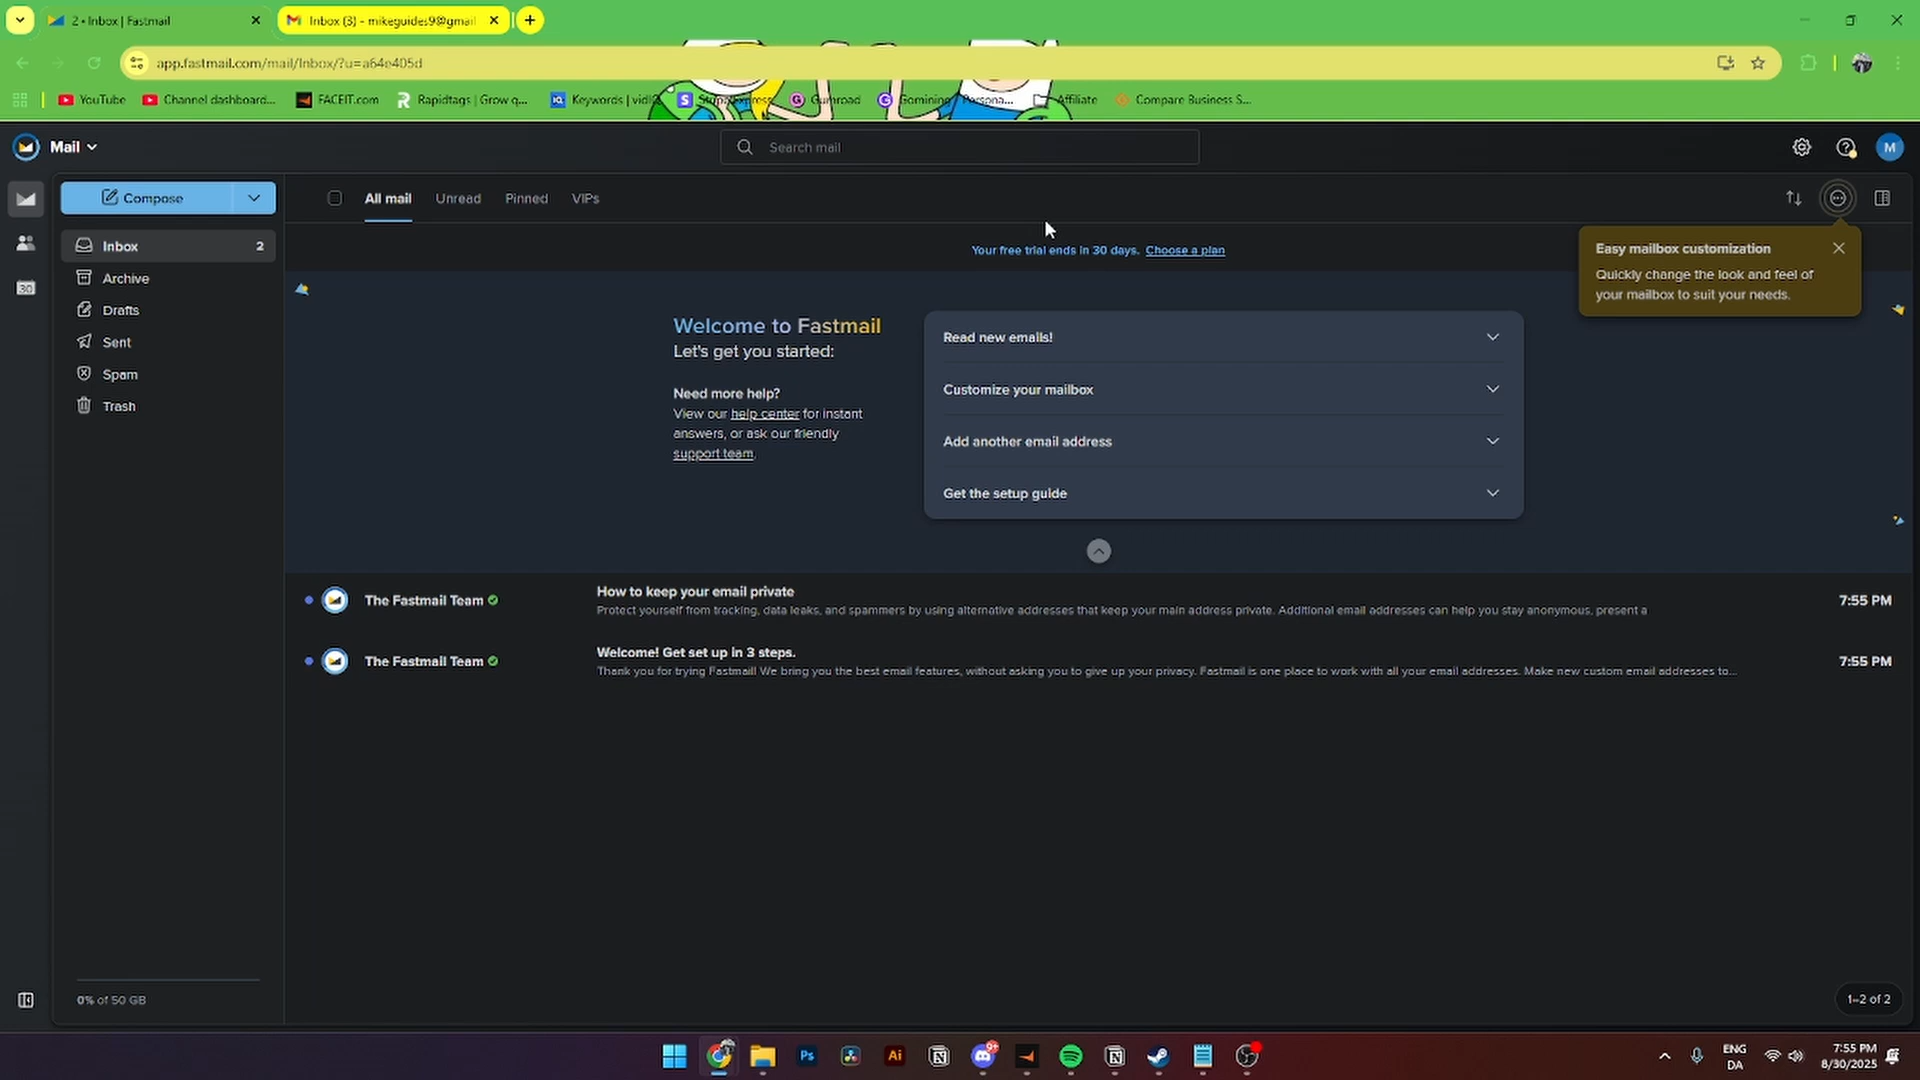 2 • Inbox | Fastmail
Inbox (3) - mikeguides9@gmail
app.fastmail.com/mail/Inbox/?u=a64e405d
YouTube
Channel dashboard...
FACEIT.com
Rapidtags | Grow q...
Keywords | vidIQ
Gumroad
Gomining | Persona...
Affiliate
Compare Business S...
Mail
Search mail
M
Compose
All mail
Unread
Pinned
VIPs
Inbox 2
Archive
Drafts
Sent
Spam
Trash
30
Your free trial ends in 30 days. Choose a plan
Easy mailbox customization
Quickly change the look and feel of
your mailbox to suit your needs.
Welcome to Fastmail
Let's get you started:
Need more help?
View our help center for instant
answers, or ask our friendly
support team.
Read new emails!
Customize your mailbox
Add another email address
Get the setup guide
The Fastmail Team
How to keep your email private
Protect yourself from tracking, data leaks, and spammers by using alternative addresses that keep your main address private. Additional email addresses can help you stay anonymous, present a
7:55 PM
The Fastmail Team
Welcome! Get set up in 3 steps.
Thank you for trying Fastmail! We bring you the best email features, without asking you to give up your privacy. Fastmail is one place to work with all your email addresses. Make new custom email addresses to...
7:55 PM
0% of 50 GB
1–2 of 2
Ps
Ai
9+
ENG
DA
7:55 PM
8/30/2025